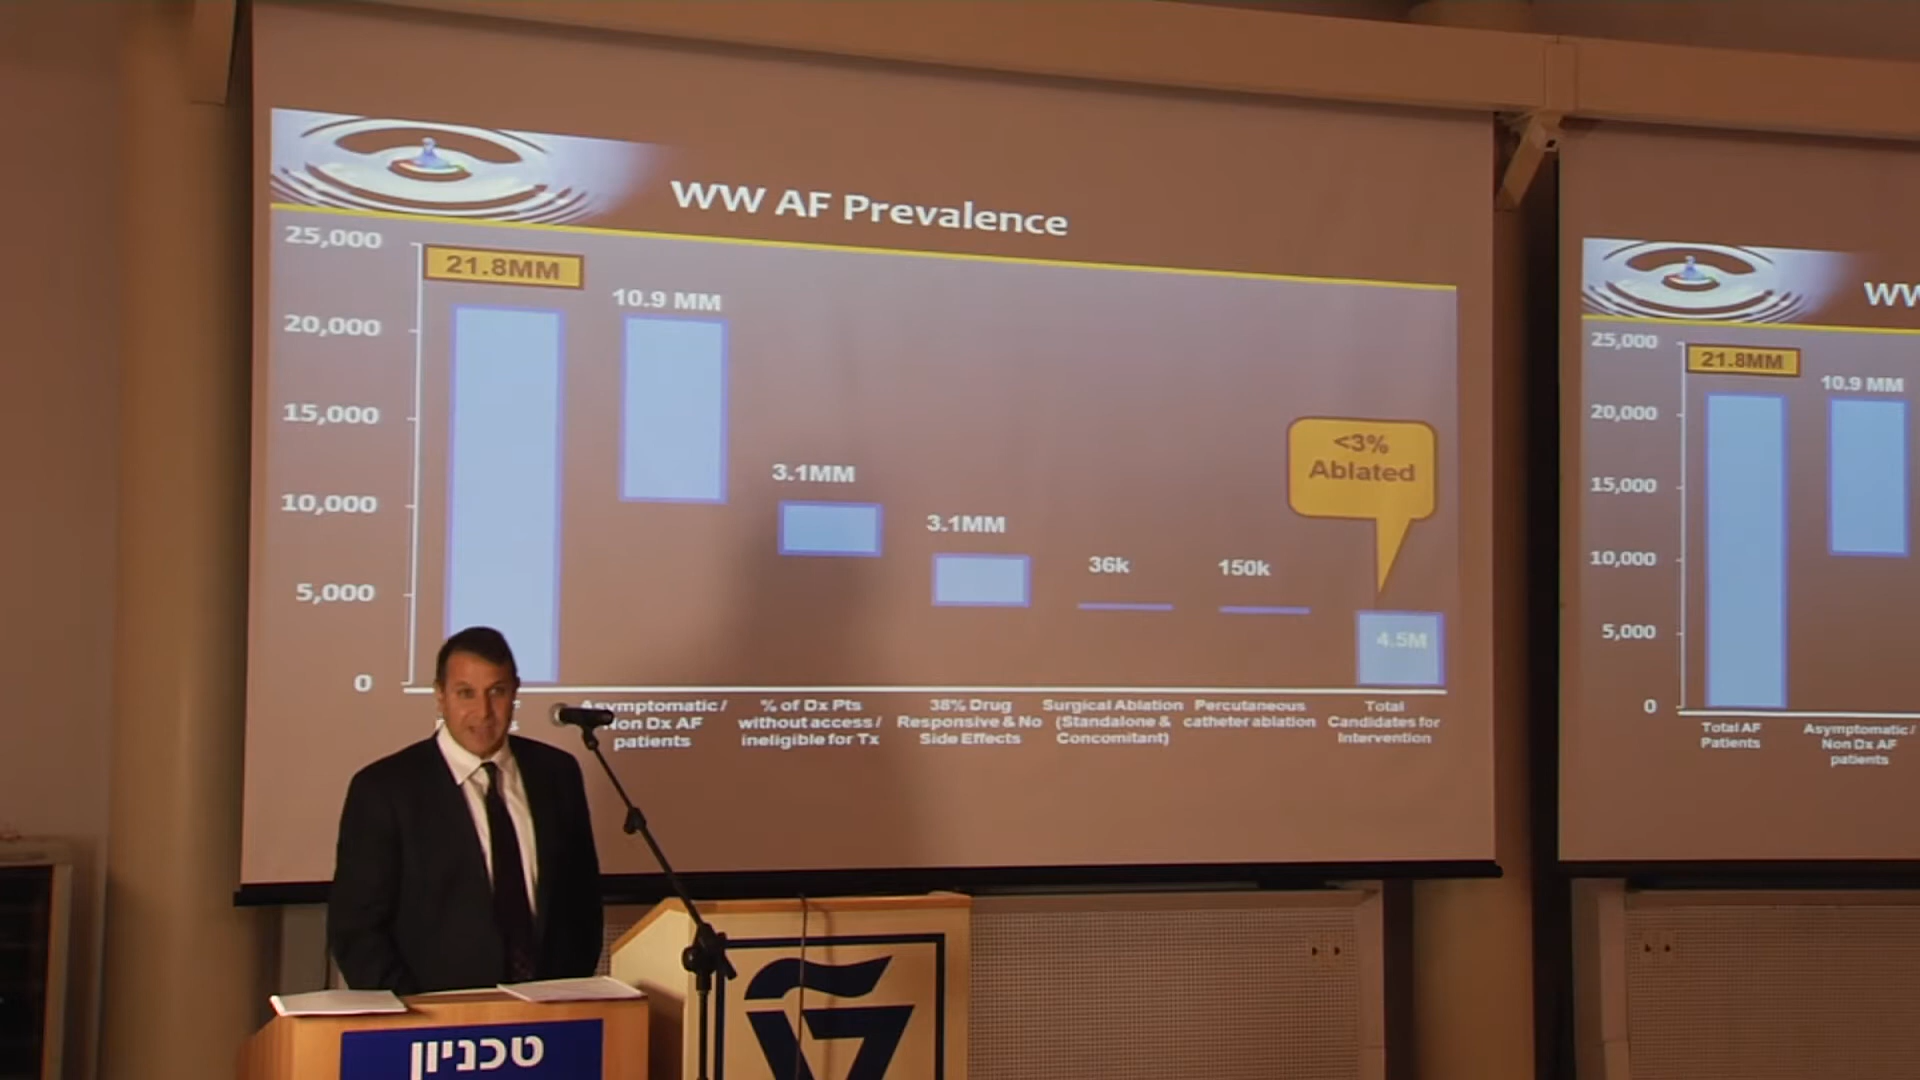 WW AF Prevalence
25,000
20,000
15,000
10,000
5,000
0
21.8MM
10.9 MM
3.1MM
3.1MM
36k
150k
<3%
Ablated
4.5M
Asymptomatic /
Non Dx AF
patients
% of Dx Pts
without access /
ineligible for Tx
38% Drug
Responsive & No
Side Effects
Surgical Ablation
(Standalone &
Concomitant)
Percutaneous
catheter ablation
Total
Candidates for
Intervention
WW
25,000
20,000
15,000
10,000
5,000
0
21.8MM
10.9 MM
Total AF
Patients
Asymptomatic /
Non Dx AF
patients
טכניון